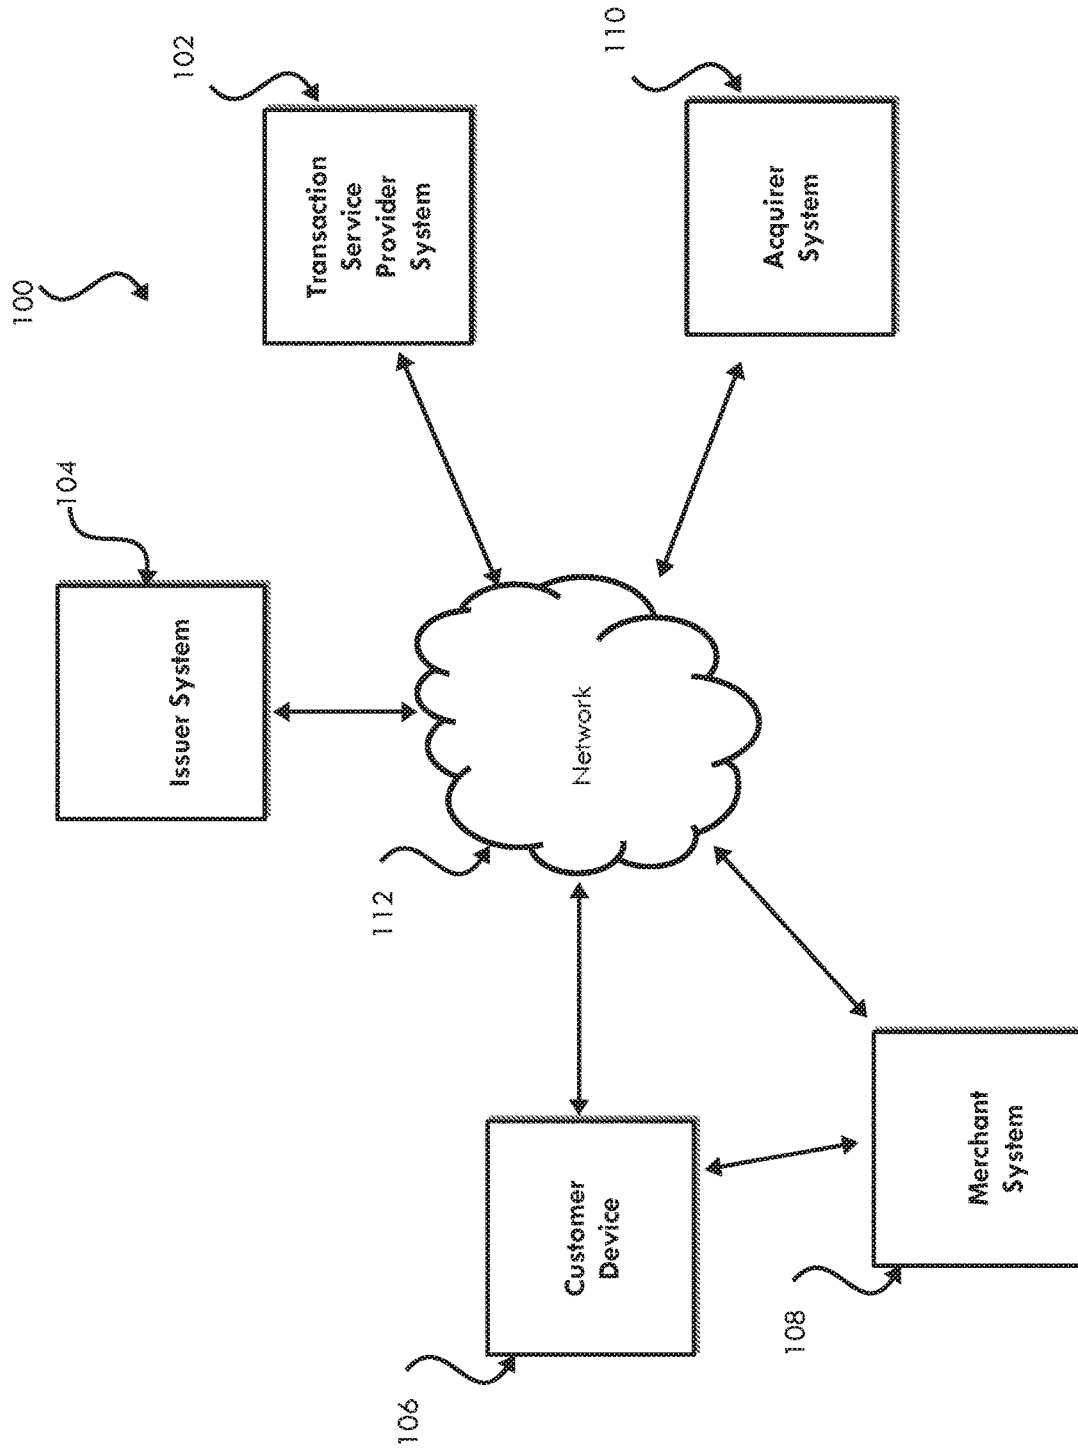 100
104
Issuer System
102
Transaction
Service
Provider
System
112
Network
106
Customer
Device
110
Acquirer
System
108
Merchant
System